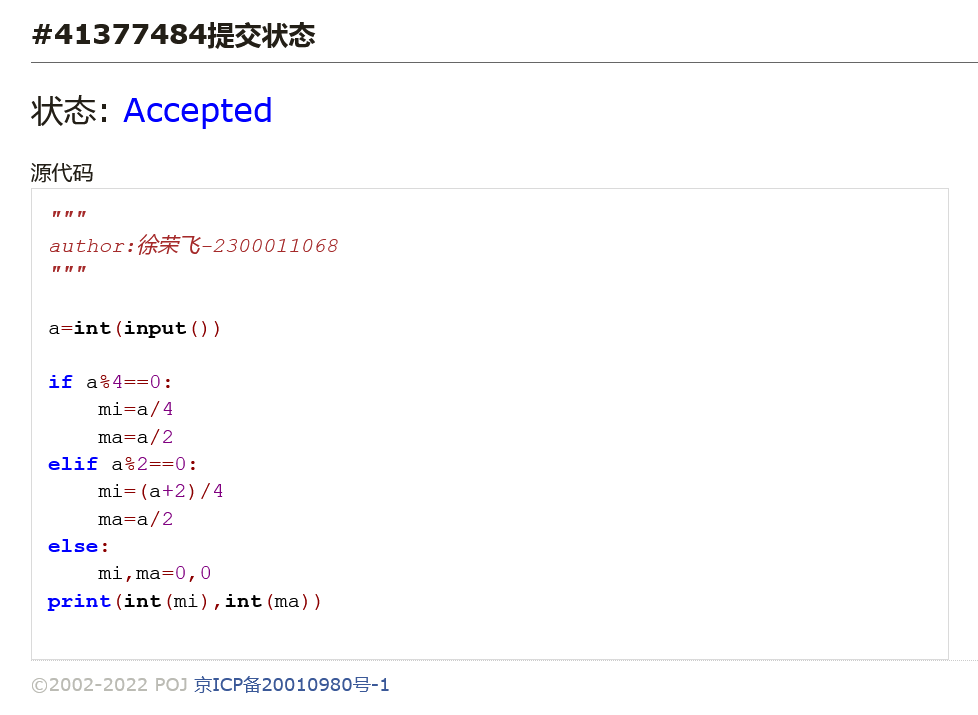 #41377484提交状态
状态: Accepted
源代码
"""
author:徐荣飞-2300011068
"""
a=int(input())
if a%4==0:
    mi=a/4
    ma=a/2
elif a%2==0:
    mi=(a+2)/4
    ma=a/2
else:
    mi,ma=0,0
print(int(mi),int(ma))
©2002-2022 POJ 京ICP备20010980号-1